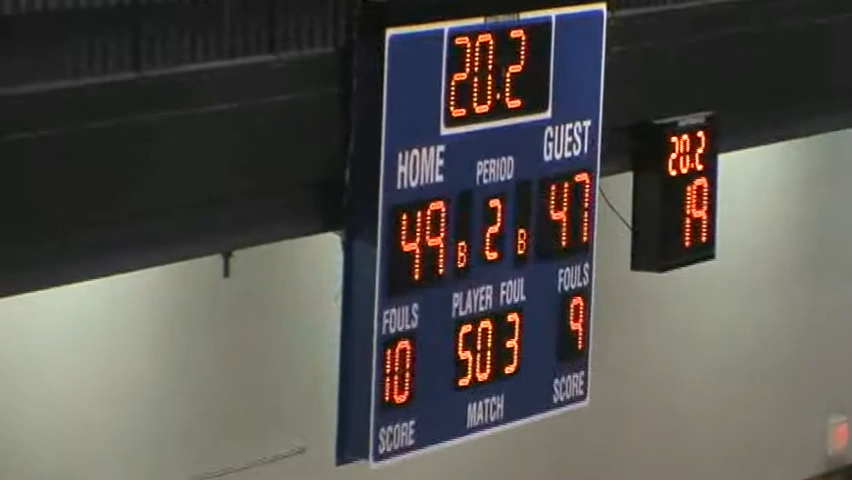 20.2
HOME PERIOD GUEST
49 B 2 B 47
FOULS PLAYER FOUL FOULS
10 50 3 9
SCORE MATCH SCORE
20.2
19